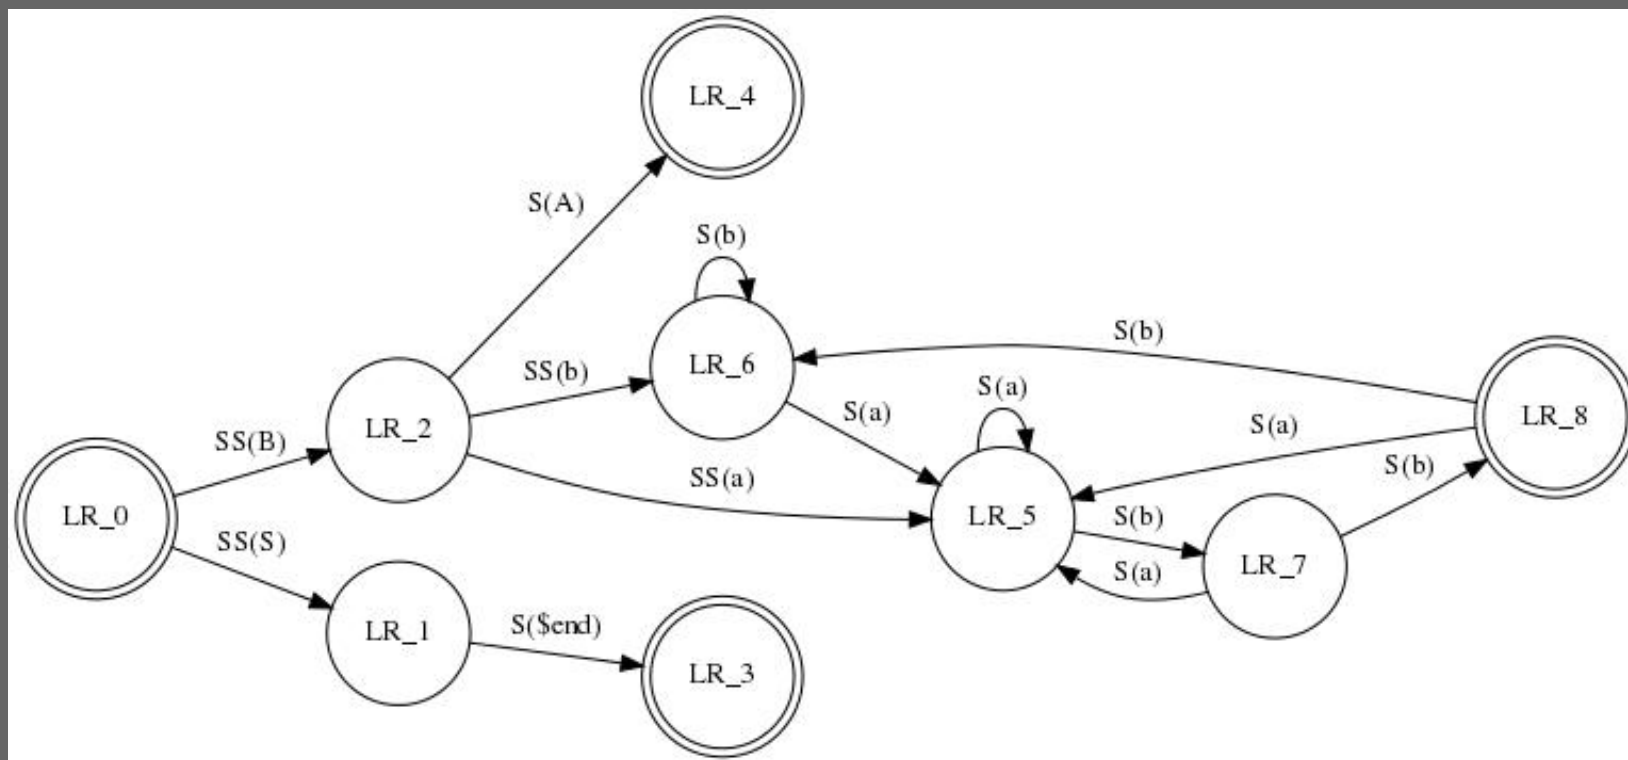 LR_4
S(A)
S(b)
S(b)
LR_6
SS(b)
S(a)
S(a)
LR_8
S(a)
LR_2
SS(B)
SS(a)
S(b)
LR_0
LR_5
S(b)
SS(S)
S(a)
LR_7
LR_1
S($end)
LR_3